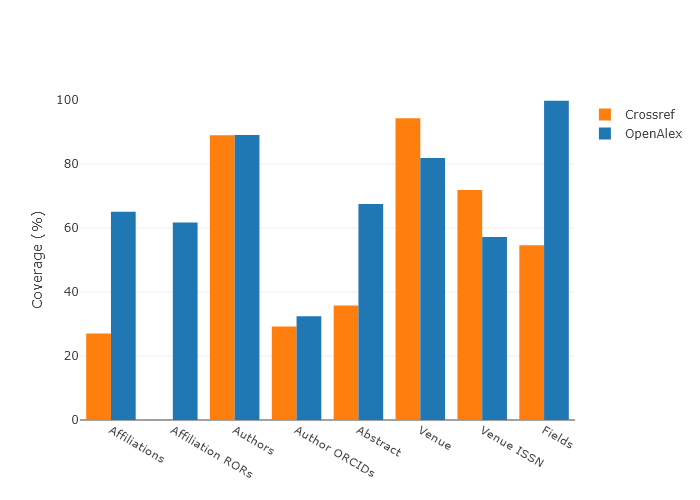 Coverage (%)
100
80
60
40
20
0
Affiliations
Affiliation RORs
Authors
Author ORCIDs
Abstract
Venue
Venue ISSN
Fields
Crossref
OpenAlex